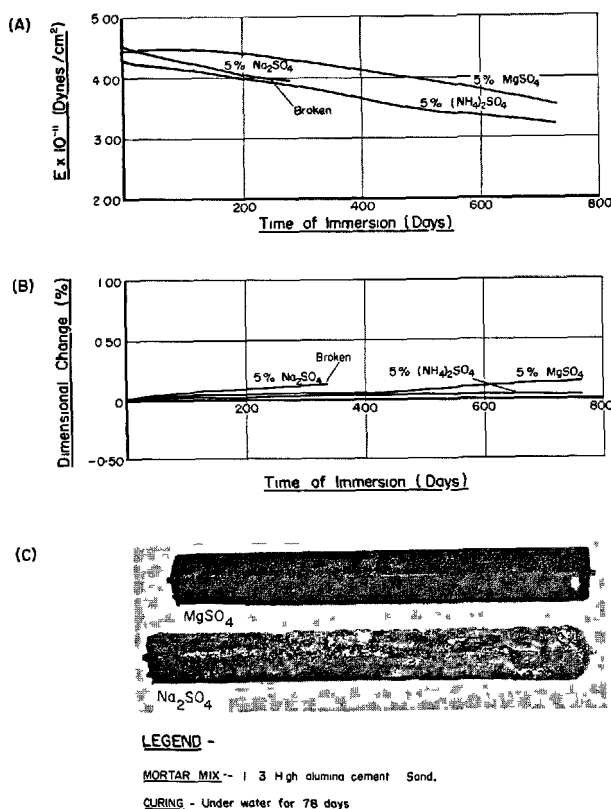 (A)
E x 10⁻¹¹ (Dynes/cm²)
5 00
4 00
3 00
2 00
5% Na₂SO₄
Broken
5% MgSO₄
5% (NH₄)₂SO₄
200
400
600
800
Time of Immersion (Days)
(B)
Dimensional Change (%)
1 00
0 50
0
-0·50
5% Na₂SO₄
Broken
5% (NH₄)₂SO₄
5% MgSO₄
200
400
600
800
Time of Immersion (Days)
(C)
MgSO₄
Na₂SO₄
LEGEND -
MORTAR MIX -- 1 3 High alumina cement Sand.
CURING - Under water for 78 days